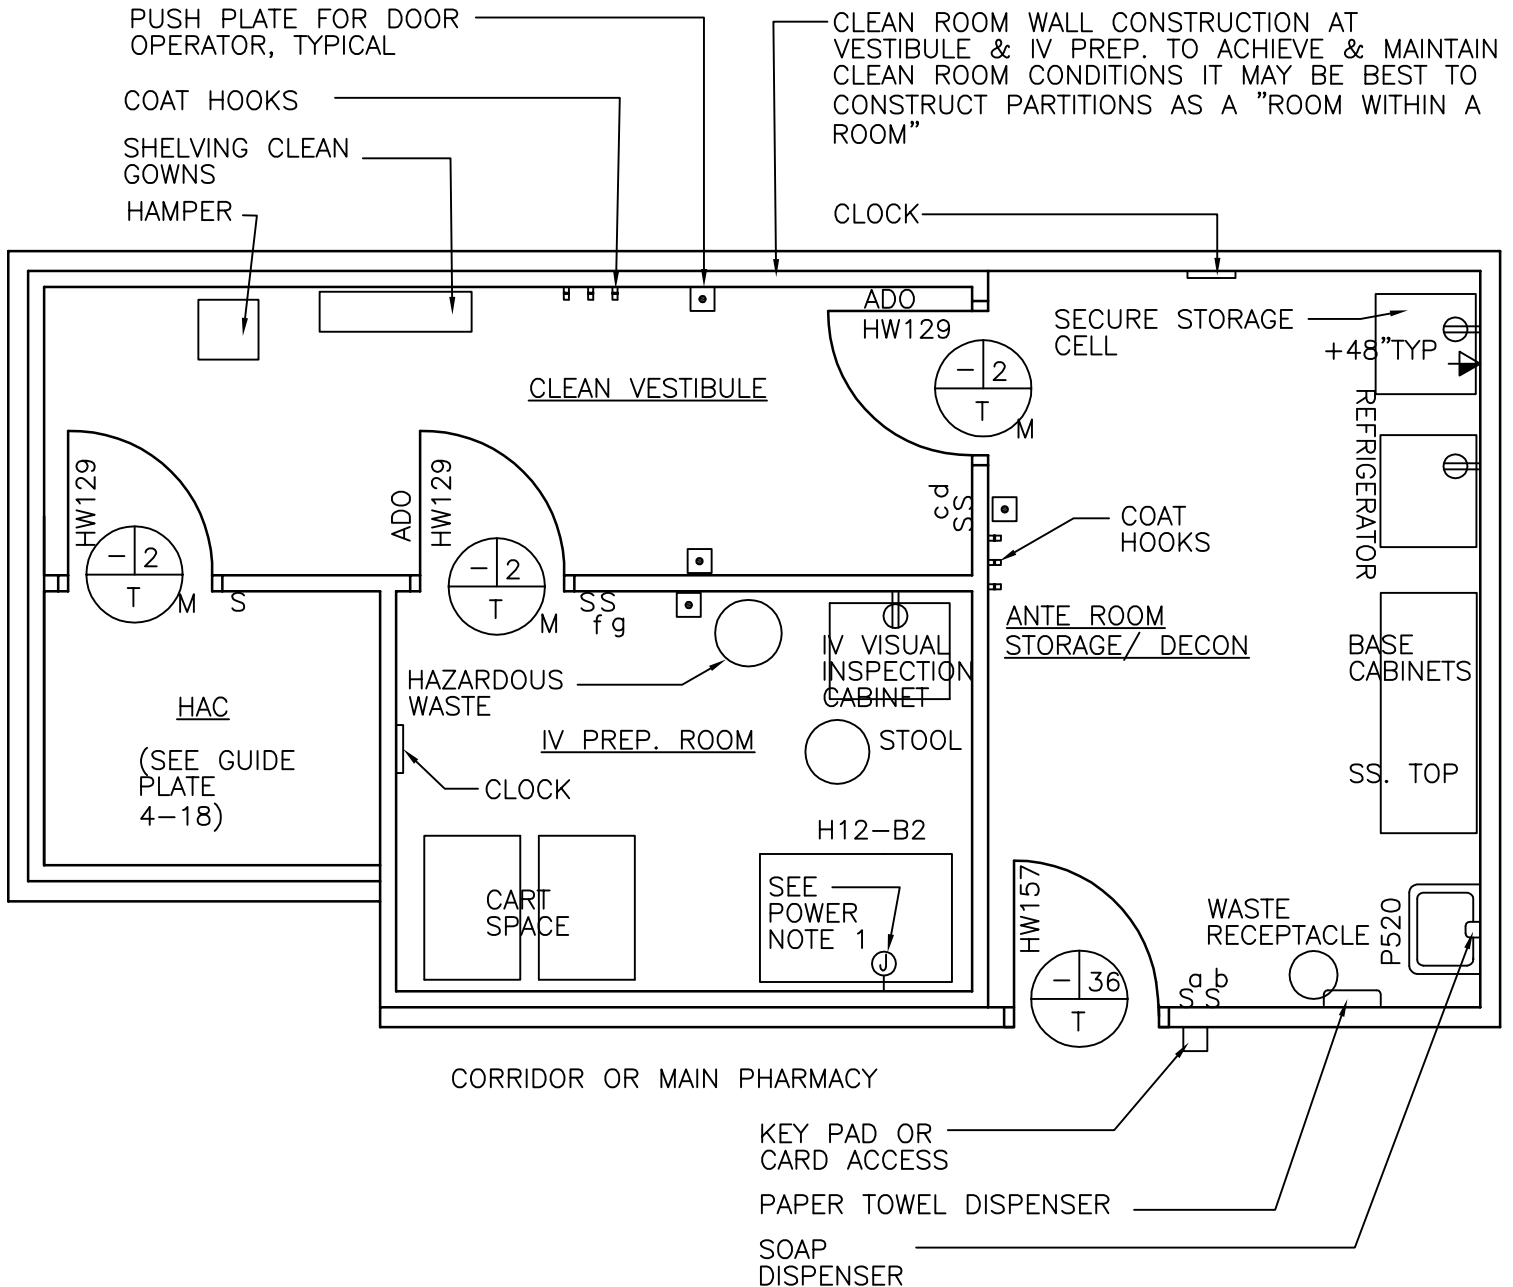 PUSH PLATE FOR DOOR
OPERATOR, TYPICAL
COAT HOOKS
SHELVING CLEAN
GOWNS
HAMPER
CLEAN ROOM WALL CONSTRUCTION AT
VESTIBULE & IV PREP. TO ACHIEVE & MAINTAIN
CLEAN ROOM CONDITIONS IT MAY BE BEST TO
CONSTRUCT PARTITIONS AS A "ROOM WITHIN A
ROOM"
CLOCK
ADO
HW129
- 2
T
M
SECURE STORAGE
CELL
+48"TYP
REFRIGERATOR
CLEAN VESTIBULE
HW129
- 2
T
M
S
ADO
HW129
- 2
T
M
SS
f g
c d
SS
COAT
HOOKS
ANTE ROOM
STORAGE/ DECON
BASE
CABINETS
SS. TOP
HAC
(SEE GUIDE
PLATE
4-18)
HAZARDOUS
WASTE
IV VISUAL
INSPECTION
CABINET
IV PREP. ROOM
STOOL
CLOCK
H12-B2
CART
SPACE
SEE
POWER
NOTE 1
J
HW157
- 36
T
a b
S S
WASTE
RECEPTACLE
P520
CORRIDOR OR MAIN PHARMACY
KEY PAD OR
CARD ACCESS
PAPER TOWEL DISPENSER
SOAP
DISPENSER